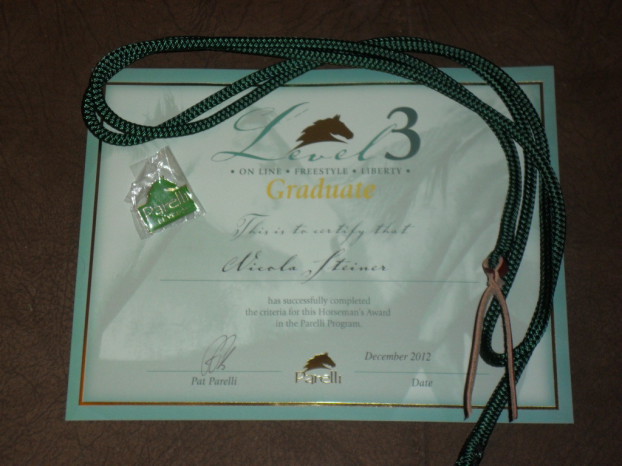 Level 3
• ON LINE • FREESTYLE • LIBERTY •
Graduate
This is to certify that
Nicola Steiner
has successfully completed
the criteria for this Horseman's Award
in the Parelli Program.
Pat Parelli
Parelli
December 2012
Date
Parelli